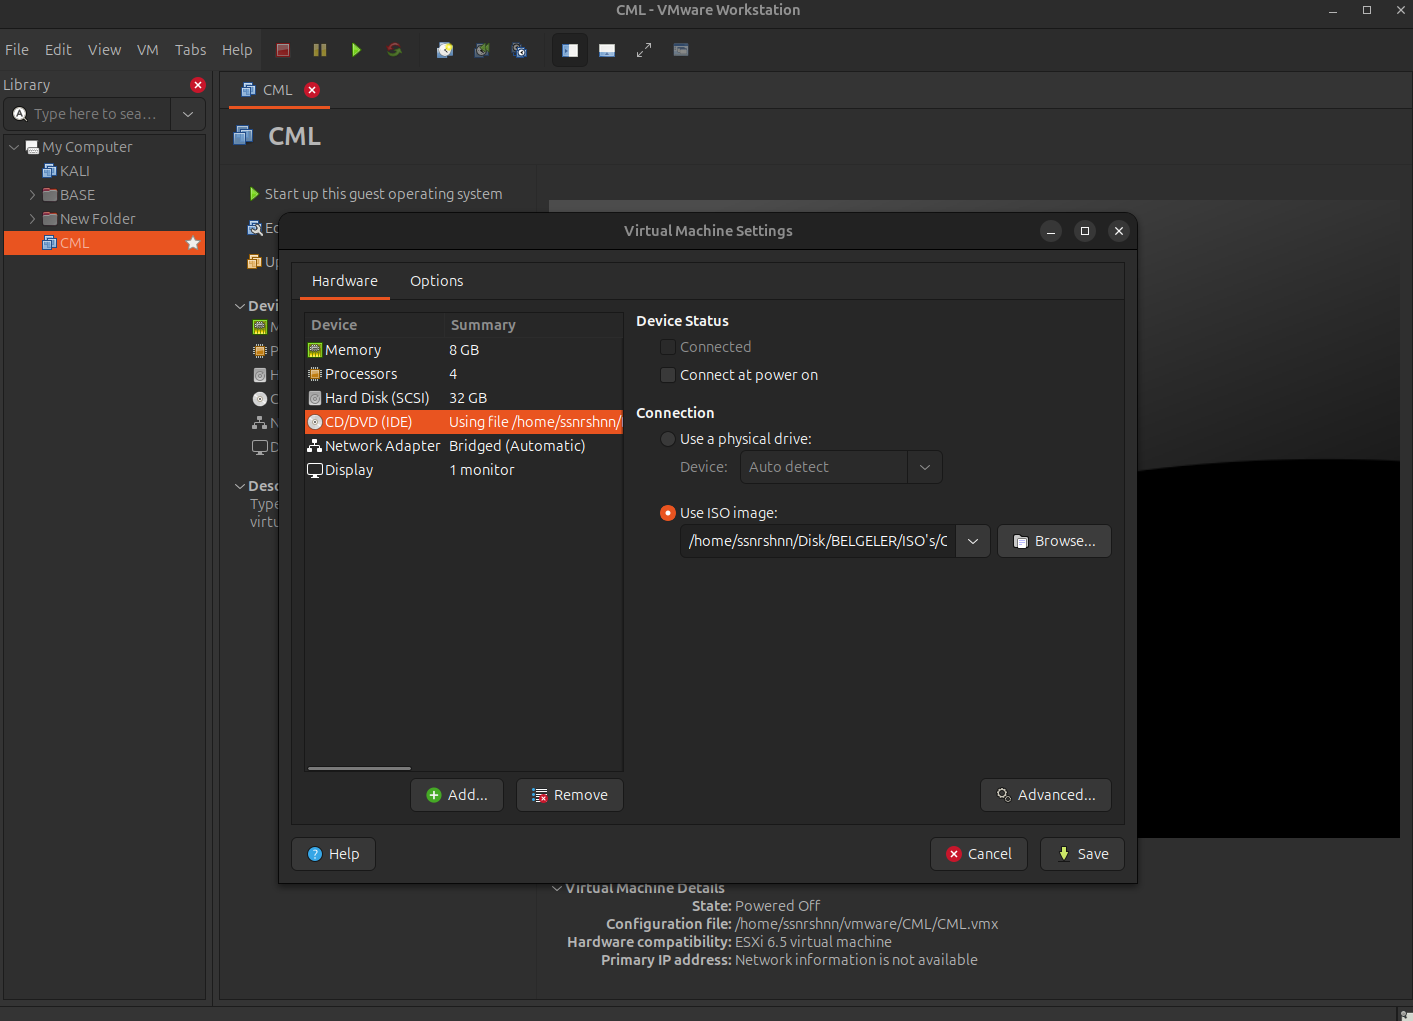 CML - VMware Workstation
File Edit View VM Tabs Help
Library
CML
Type here to sea...
CML
My Computer
KALI
BASE
New Folder
CML
Start up this guest operating system
Virtual Machine Settings
Hardware Options
Device Summary
Memory 8 GB
Processors 4
Hard Disk (SCSI) 32 GB
CD/DVD (IDE) Using file /home/ssnrshnn/
Network Adapter Bridged (Automatic)
Display 1 monitor
Device Status
Connected
Connect at power on
Connection
Use a physical drive:
Device: Auto detect
Use ISO image:
/home/ssnrshnn/Disk/BELGELER/ISO's/C
Browse...
Add... Remove
Advanced...
Help
Cancel Save
Devi
Desc
Type
virtu
Virtual Machine Details
State: Powered Off
Configuration file: /home/ssnrshnn/vmware/CML/CML.vmx
Hardware compatibility: ESXi 6.5 virtual machine
Primary IP address: Network information is not available